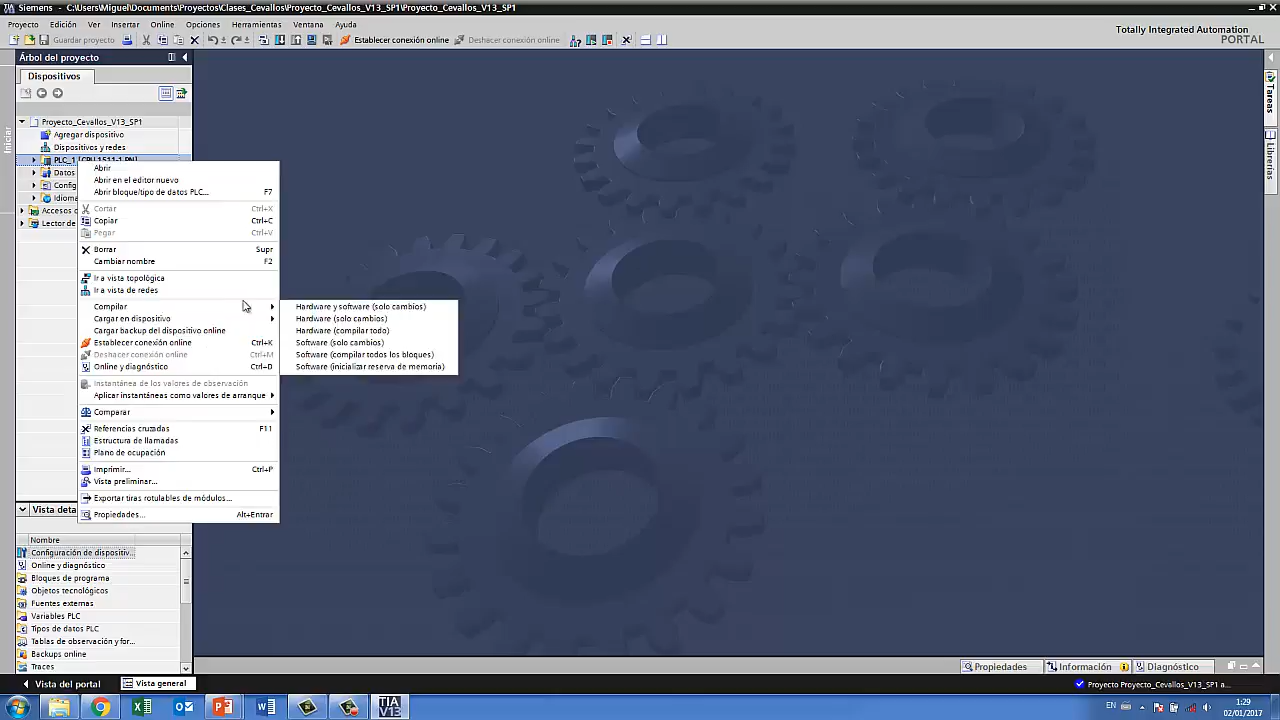 Siemens - C:\Users\Miguel\Documents\Proyectos\Clases_Cevallos\Proyecto_Cevallos_V13_SP1\Proyecto_Cevallos_V13_SP1
Proyecto Edición Ver Insertar Online Opciones Herramientas Ventana Ayuda
Guardar proyecto Establecer conexión online Deshacer conexión online
Totally Integrated Automation
PORTAL
Árbol del proyecto
Dispositivos
Iniciar
Tareas
Librerías
Proyecto_Cevallos_V13_SP1
Agregar dispositivo
Dispositivos y redes
PLC_1 [CPU 1511-1 PN]
Datos
Config
Idioma
Accesos
Lector de
Abrir
Abrir en el editor nuevo
Abrir bloque/tipo de datos PLC... F7
Cortar Ctrl+X
Copiar Ctrl+C
Pegar Ctrl+V
Borrar Supr
Cambiar nombre F2
Ir a vista topológica
Ir a vista de redes
Compilar
Cargar en dispositivo
Cargar backup del dispositivo online
Establecer conexión online Ctrl+K
Deshacer conexión online Ctrl+M
Online y diagnóstico Ctrl+D
Instantánea de los valores de observación
Aplicar instantáneas como valores de arranque
Comparar
Referencias cruzadas F11
Estructura de llamadas
Plano de ocupación
Imprimir... Ctrl+P
Vista preliminar...
Exportar tiras rotulables de módulos...
Propiedades... Alt+Entrar
Hardware y software (solo cambios)
Hardware (solo cambios)
Hardware (compilar todo)
Software (solo cambios)
Software (compilar todos los bloques)
Software (inicializar reserva de memoria)
Vista deta
Nombre
Configuración de dispositiv...
Online y diagnóstico
Bloques de programa
Objetos tecnológicos
Fuentes externas
Variables PLC
Tipos de datos PLC
Tablas de observación y for...
Backups online
Traces
Propiedades Información Diagnóstico
Vista del portal Vista general
Proyecto Proyecto_Cevallos_V13_SP1 a...
TIA
V13
EN
1:29
02/01/2017